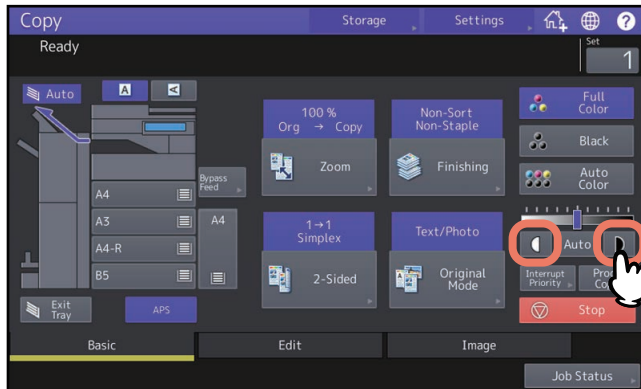 Copy
Storage
Settings
?
Ready
Set
1
Auto
A
A
100 %
Org → Copy
Zoom
Non-Sort
Non-Staple
Finishing
Full
Color
Black
Auto
Color
Bypass
Feed
A4
A3
A4-R
B5
A4
1→1
Simplex
2-Sided
Text/Photo
Original
Mode
Auto
Interrupt
Priority
Stop
Exit
Tray
APS
Basic
Edit
Image
Job Status